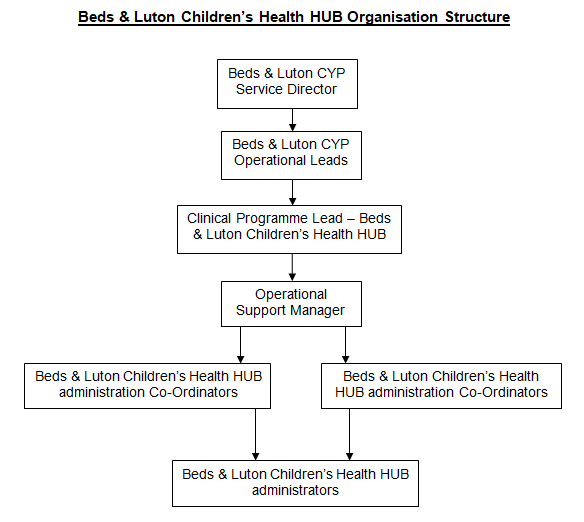 Beds & Luton Children’s Health HUB Organisation Structure
Beds & Luton CYP
Service Director
Beds & Luton CYP
Operational Leads
Clinical Programme Lead – Beds
& Luton Children’s Health HUB
Operational
Support Manager
Beds & Luton Children’s Health HUB
administration Co-Ordinators
Beds & Luton Children’s Health
HUB administration Co-Ordinators
Beds & Luton Children’s Health HUB
administrators